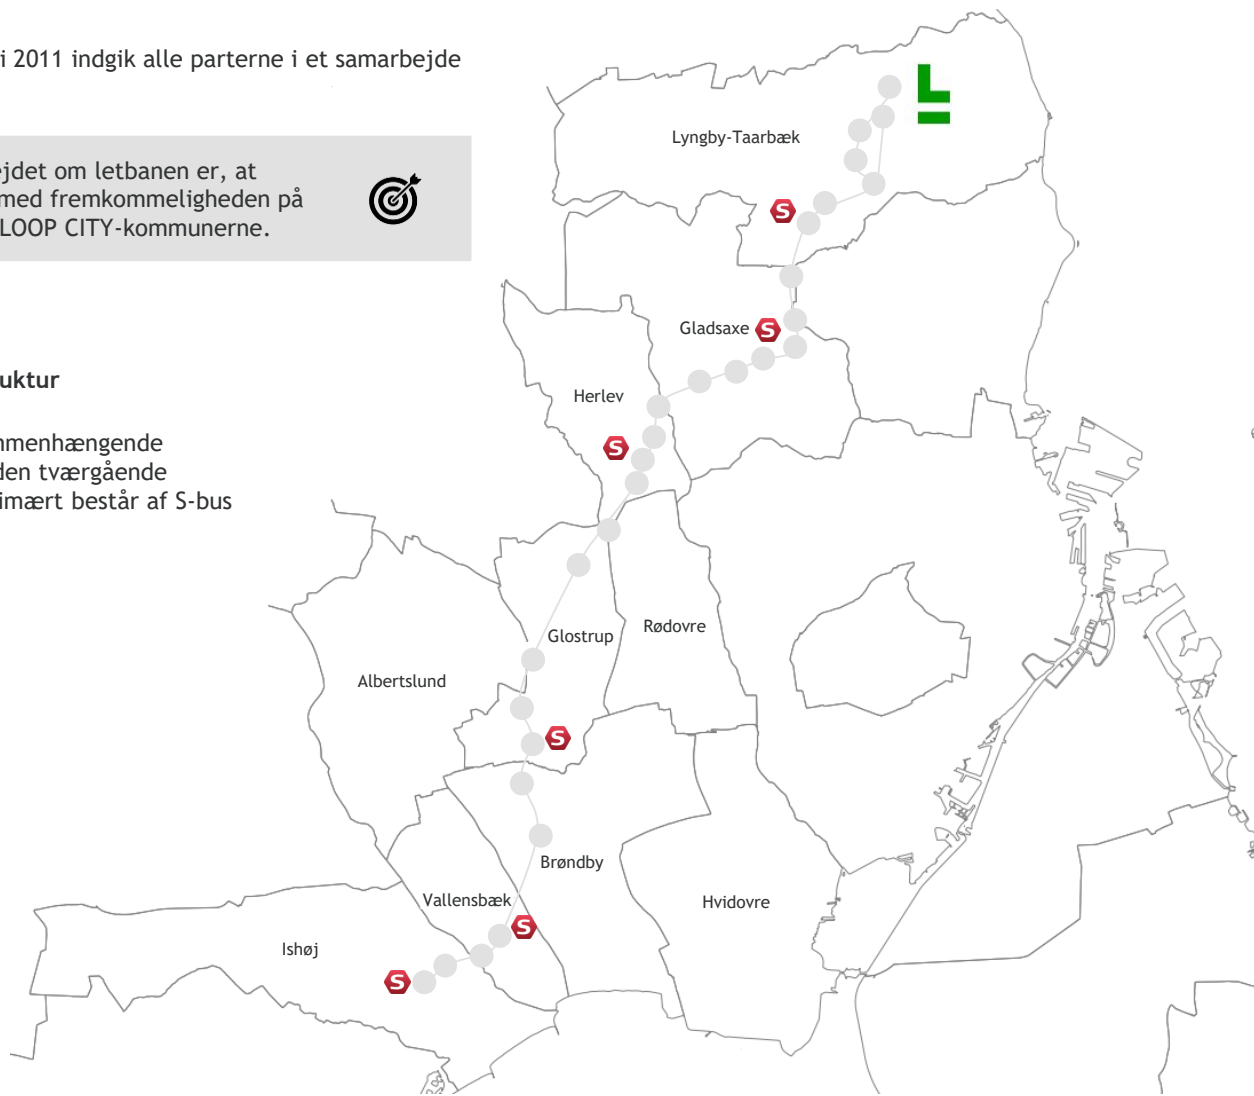 i 2011 indgik alle parterne i et samarbejde
ejdet om letbanen er, at
med fremkommeligheden på
LOOP CITY-kommunerne.
uktur
mmenhængende
den tværgående
imært består af S-bus
Lyngby-Taarbæk
L
S
Gladsaxe S
Herlev
S
Glostrup
Rødovre
Albertslund
S
Brøndby
Vallensbæk
Hvidovre
S
Ishøj
S